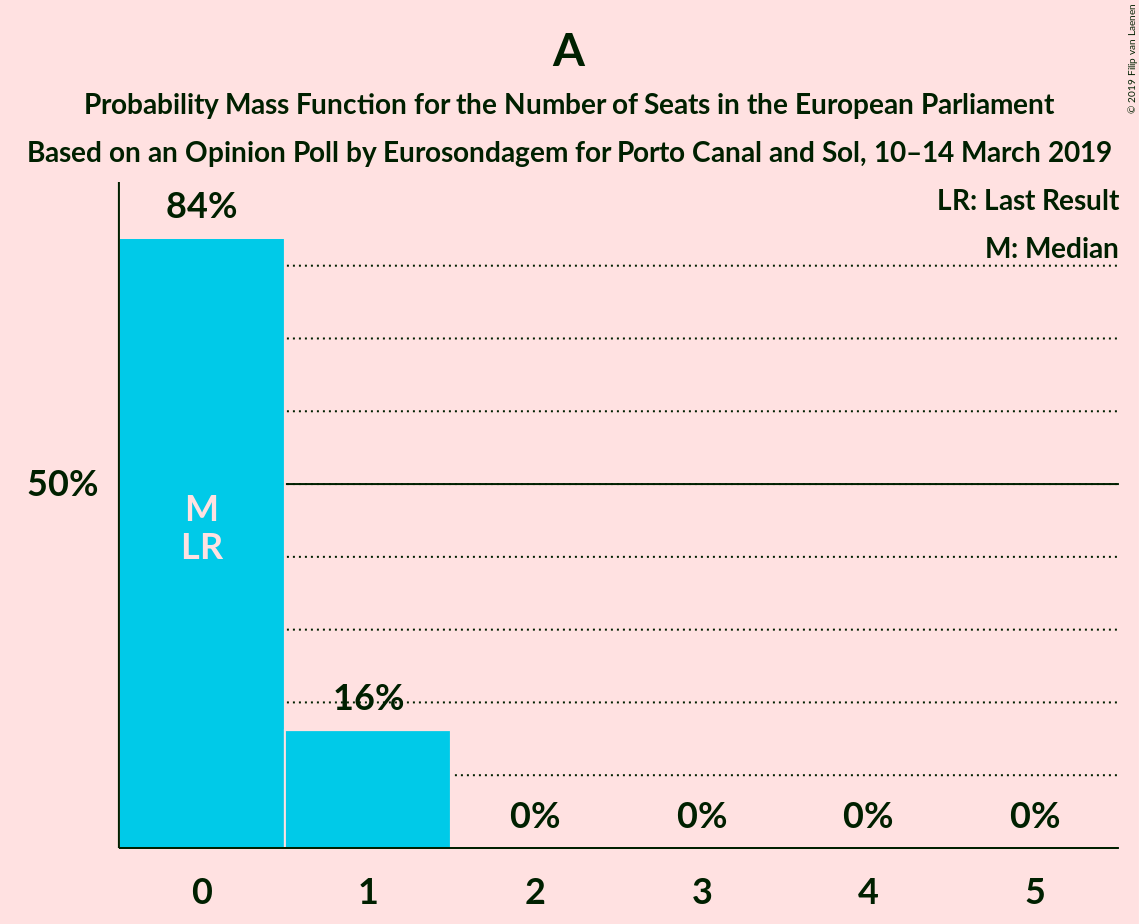 A
Probability Mass Function for the Number of Seats in the European Parliament
Based on an Opinion Poll by Eurosondagem for Porto Canal and Sol, 10–14 March 2019
© 2019 Filip van Laenen
LR: Last Result
M: Median
84%
50%
M
LR
16%
0% 0% 0% 0%
0 1 2 3 4 5